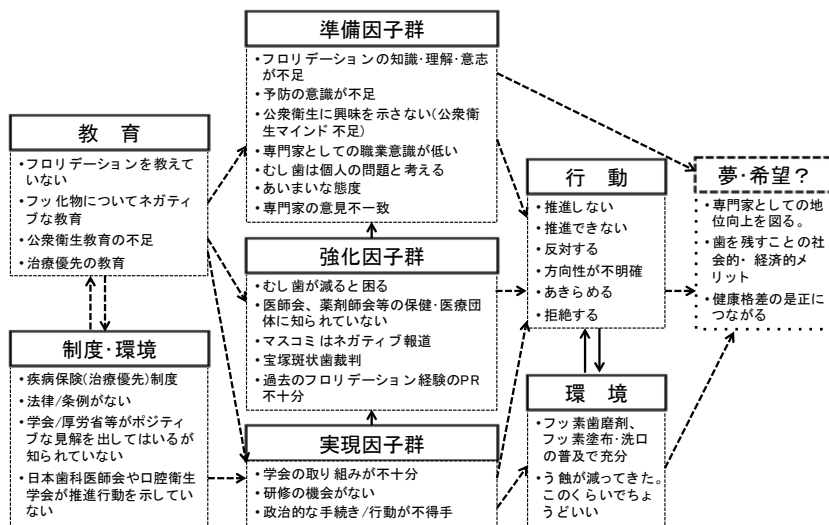 教　育
・フロリデーションを教えて
いない
・フッ化物についてネガティ
ブな教育
・公衆衛生教育の不足
・治療優先の教育
制度・環境
・疾病保険(治療優先)制度
・法律/条例がない
・学会/厚労省等がポジティ
ブな見解を出してはいるが
知られていない
・日本歯科医師会や口腔衛生
学会が推進行動を示してい
ない
準備因子群
・フロリデーションの知識・理解・意志
が不足
・予防の意識が不足
・公衆衛生に興味を示さない(公衆衛
生マインド 不足)
・専門家としての職業意識が低い
・むし歯は個人の問題と考える
・あいまいな態度
・専門家の意見不一致
強化因子群
・むし歯が減ると困る
・医師会、薬剤師会等の保健・医療団
体に知られていない
・マスコミはネガティブ報道
・宝塚斑状歯裁判
・過去のフロリデーション経験のPR
不十分
実現因子群
・学会の取り組みが不十分
・研修の機会がない
・政治的な手続き/行動が不得手
行　動
・推進しない
・推進できない
・反対する
・方向性が不明確
・あきらめる
・拒絶する
環　境
・フッ素歯磨剤、
フッ素塗布・洗口
の普及で充分
・う蝕が減ってきた。
このくらいでちょ
うどいい
夢・希望？
・専門家としての地
位向上を図る。
・歯を残すことの社
会的・経済的メ
リット
・健康格差の是正に
つながる